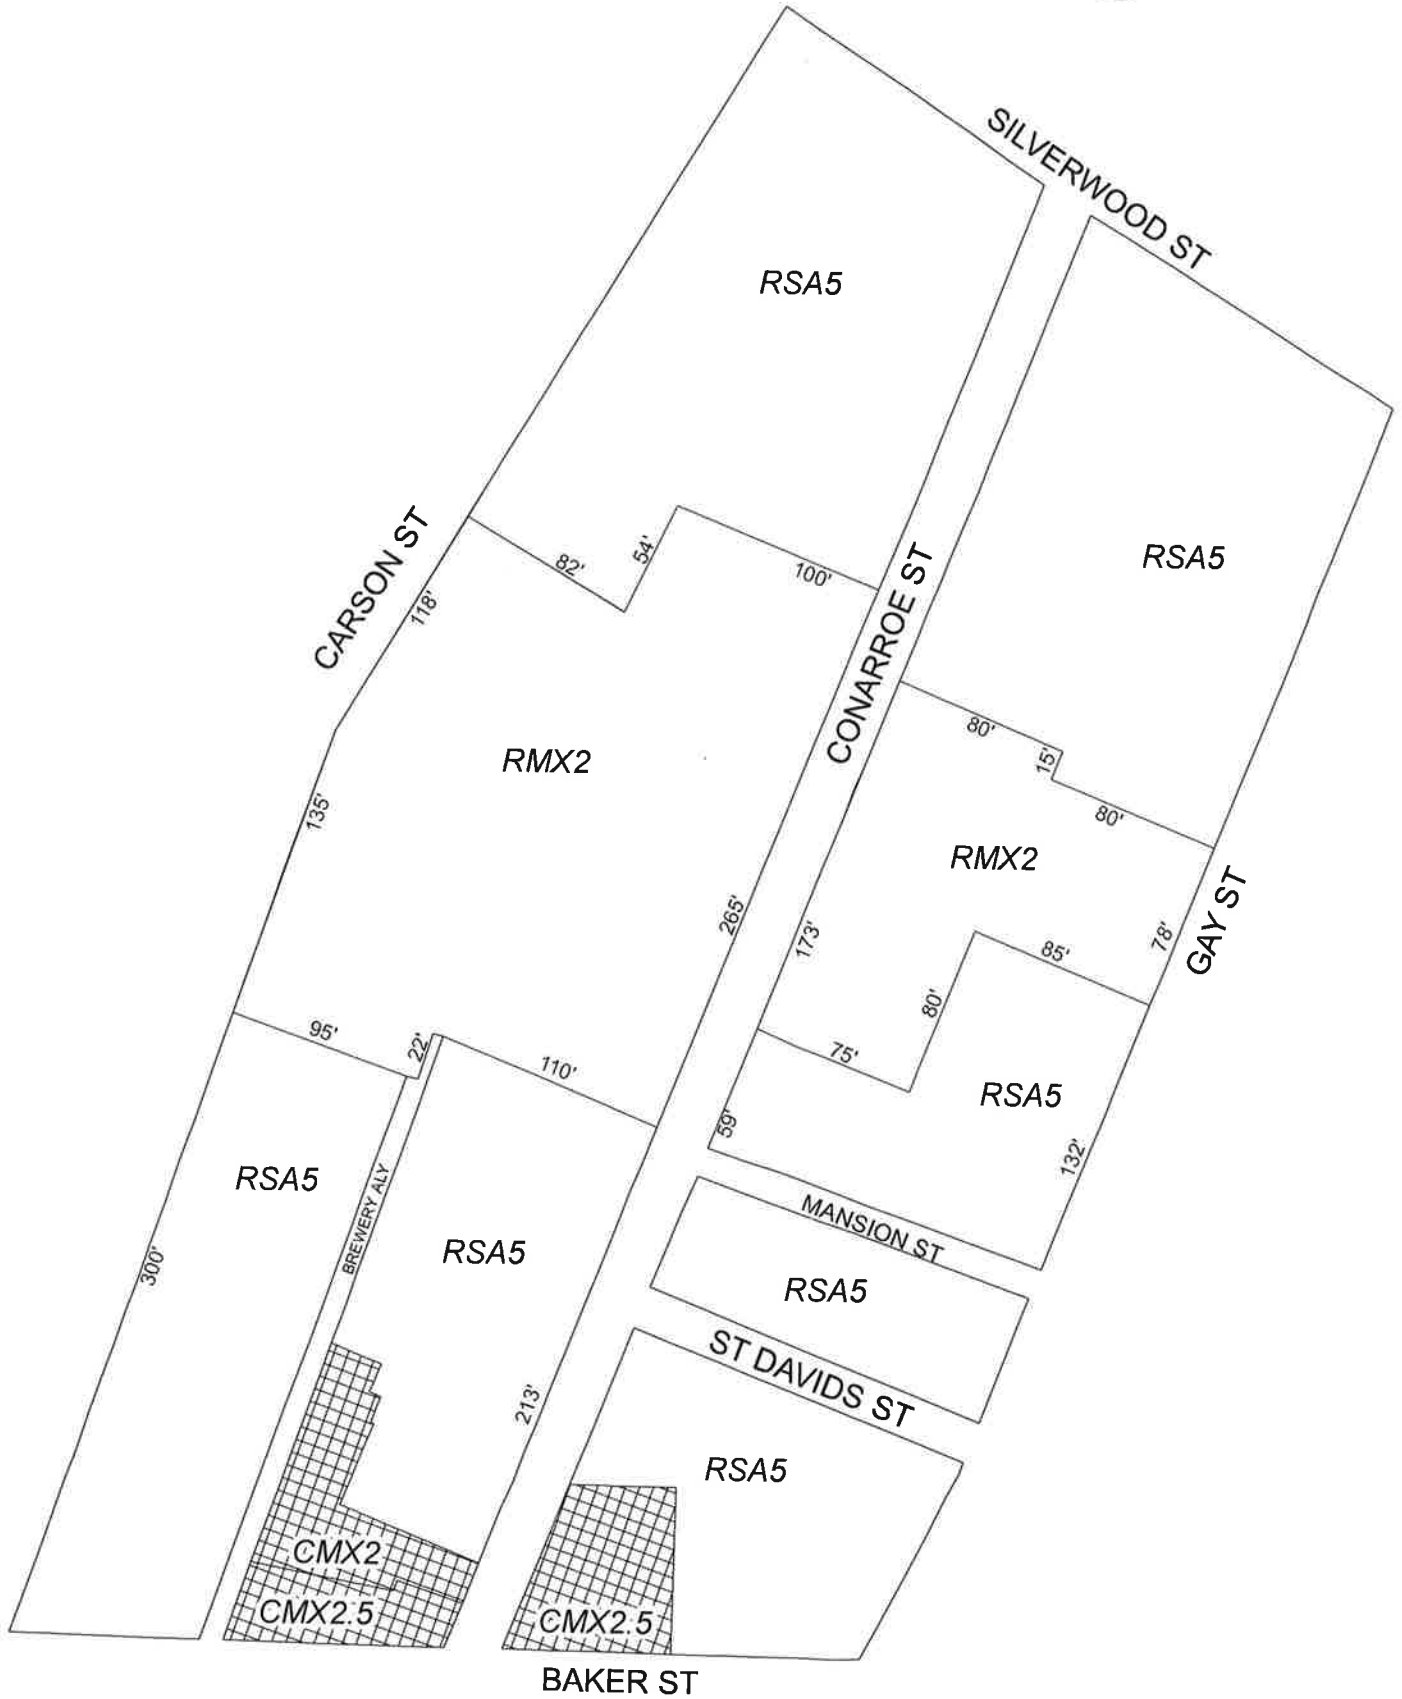 SILVERWOOD ST
RSA5
CARSON ST
82'
54'
100'
118'
CONARROE ST
RSA5
80'
15'
80'
RMX2
135'
RMX2
265'
173'
78'
GAY ST
85'
80'
75'
95'
22'
110'
59'
RSA5
132'
RSA5
BREWERY ALY
RSA5
300'
MANSION ST
RSA5
ST DAVIDS ST
213'
RSA5
CMX2
CMX2.5
CMX2.5
BAKER ST